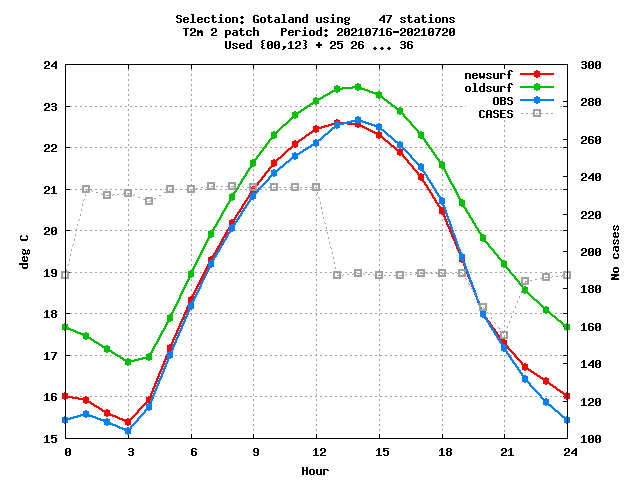 Selection: Gotaland using    47 stations
T2m 2 patch   Period: 20210716-20210720
Used {00,12} + 25 26 ... 36
24
23
22
21
20
19
18
17
16
15
deg C
300
280
260
240
220
200
180
160
140
120
100
No cases
newsurf
oldsurf
OBS
CASES
0 3 6 9 12 15 18 21 24
Hour